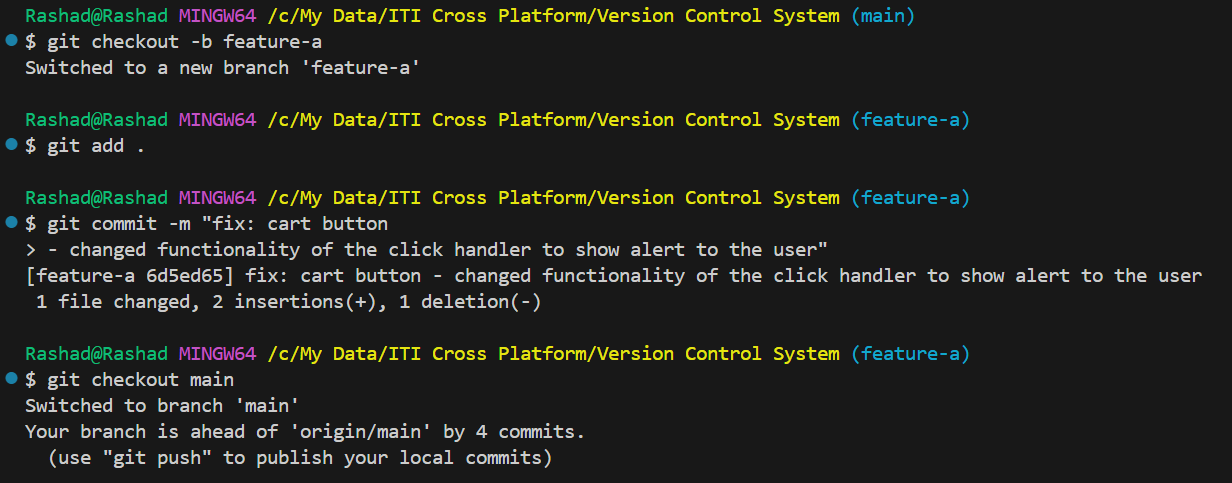 Rashad@Rashad MINGW64 /c/My Data/ITI Cross Platform/Version Control System (main)
$ git checkout -b feature-a
Switched to a new branch 'feature-a'
Rashad@Rashad MINGW64 /c/My Data/ITI Cross Platform/Version Control System (feature-a)
$ git add .
Rashad@Rashad MINGW64 /c/My Data/ITI Cross Platform/Version Control System (feature-a)
$ git commit -m "fix: cart button
> - changed functionality of the click handler to show alert to the user"
[feature-a 6d5ed65] fix: cart button - changed functionality of the click handler to show alert to the user
 1 file changed, 2 insertions(+), 1 deletion(-)
Rashad@Rashad MINGW64 /c/My Data/ITI Cross Platform/Version Control System (feature-a)
$ git checkout main
Switched to branch 'main'
Your branch is ahead of 'origin/main' by 4 commits.
  (use "git push" to publish your local commits)